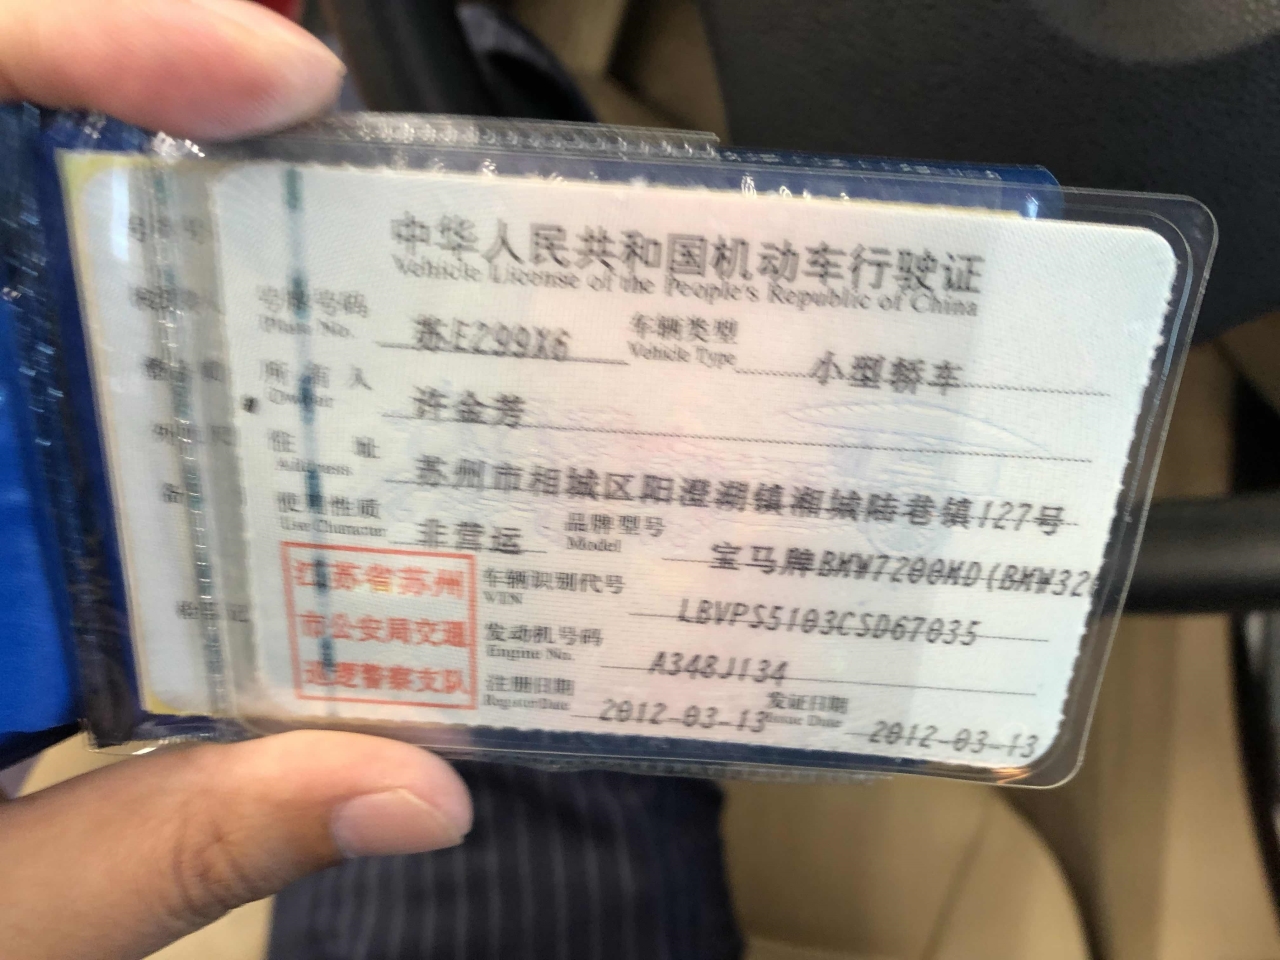 中华人民共和国机动车行驶证
Vehicle License of the People's Republic of China
号牌号码 苏E299X6 车辆类型 小型轿车
Plate No. Vehicle Type
所有人 许金芳
Owner
住址 苏州市相城区阳澄湖镇湘城陆巷镇127号
Address
使用性质 非营运 品牌型号 宝马牌BMW7200MD(BMW320
Use Character Model
江苏省苏州
市公安局交通
巡逻警察支队
车辆识别代号 LBVPS5103CSD67035
VIN
发动机号码 A348J134
Engine No.
注册日期 2012-03-13 发证日期 2012-03-13
Register Date Issue Date